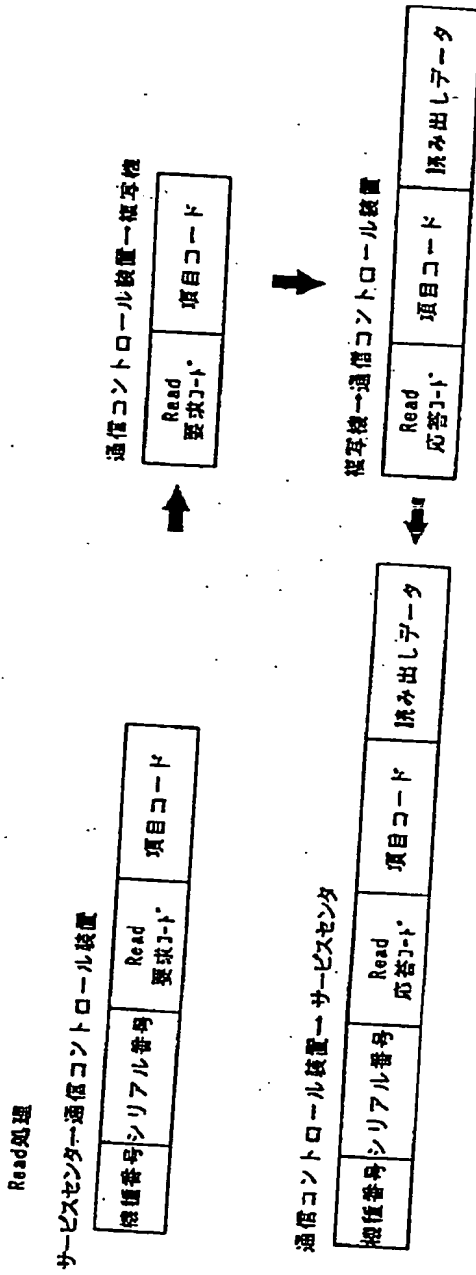 Read処理
サービスセンター→通信コントロール装置
機種番号 シリアル番号 Read 要求コード 項目コード
通信コントロール装置→複写機
Read 要求コード 項目コード
複写機→通信コントロール装置
Read 応答コード 項目コード 読み出しデータ
通信コントロール装置→サービスセンタ
機種番号 シリアル番号 Read 応答コード 項目コード 読み出しデータ